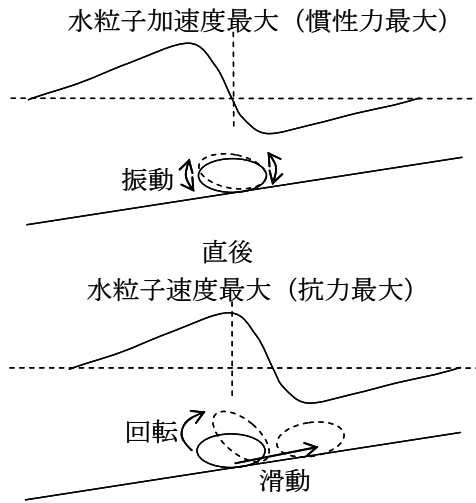 水粒子加速度最大（慣性力最大）
振動
直後
水粒子速度最大（抗力最大）
回転
滑動